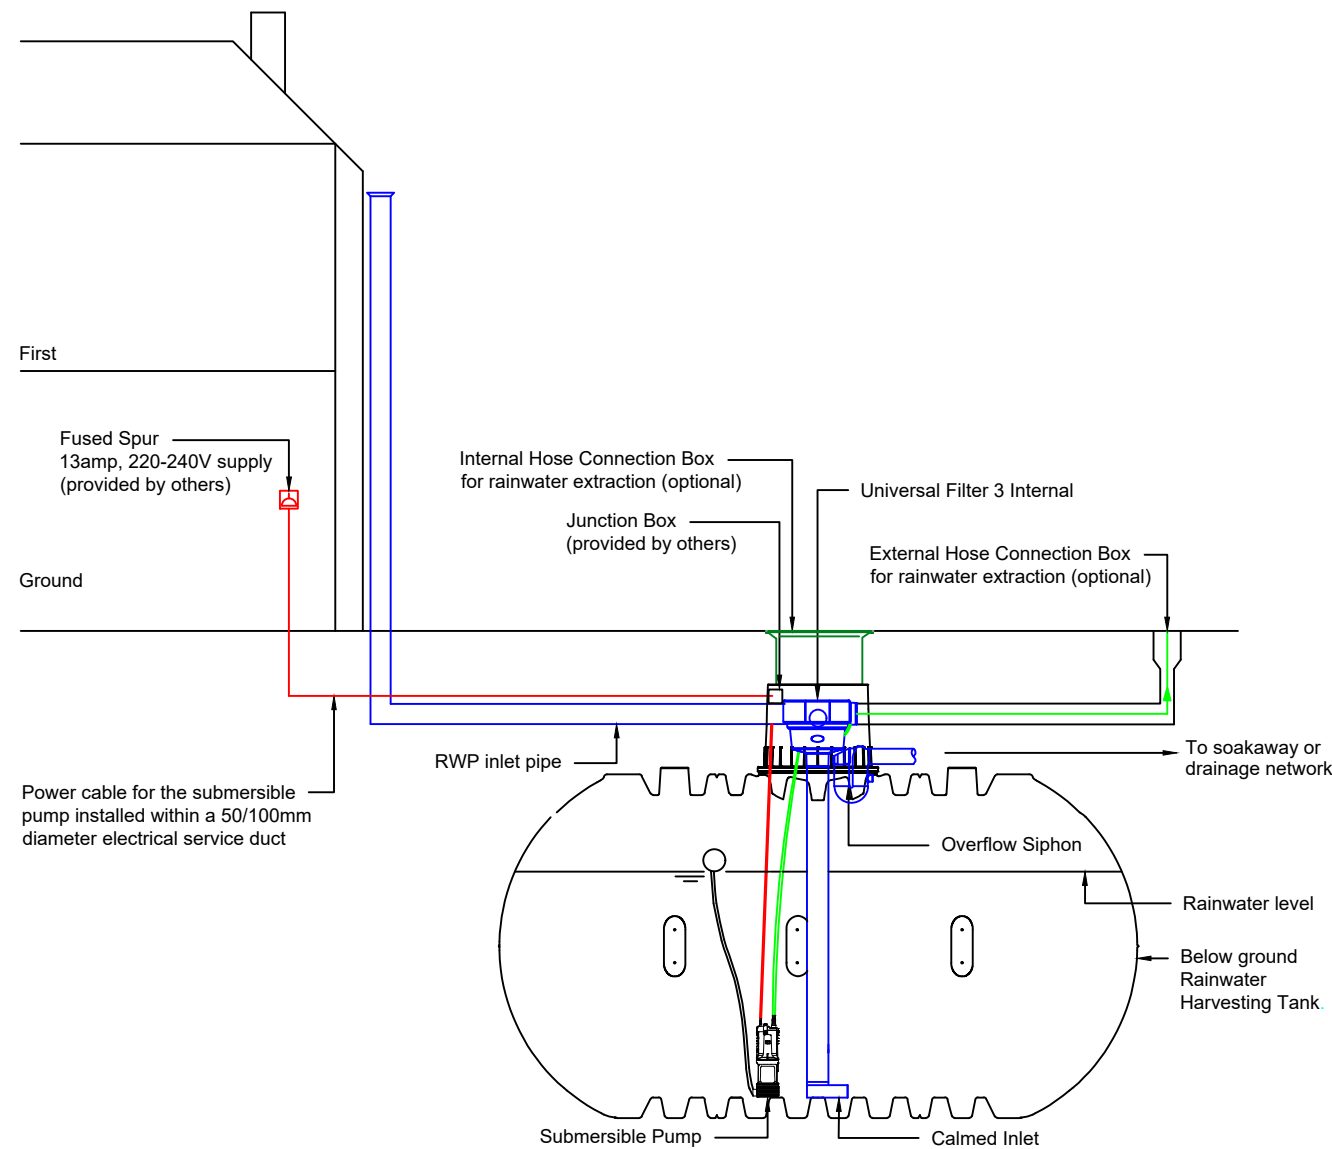 First
Fused Spur
13amp, 220-240V supply
(provided by others)
Ground
Internal Hose Connection Box
for rainwater extraction (optional)
Junction Box
(provided by others)
Universal Filter 3 Internal
External Hose Connection Box
for rainwater extraction (optional)
RWP inlet pipe
To soakaway or
drainage network
Power cable for the submersible
pump installed within a 50/100mm
diameter electrical service duct
Overflow Siphon
Rainwater level
Below ground
Rainwater
Harvesting Tank.
Submersible Pump
Calmed Inlet